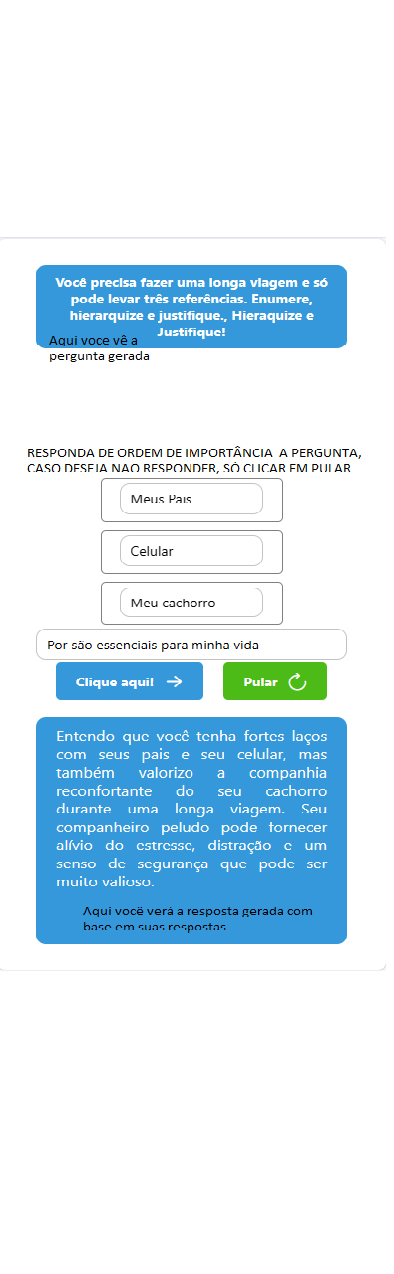 Você precisa fazer uma longa viagem e só
pode levar três referências. Enumere,
hierarquize e justifique., Hieraquize e
Justifique!
Aqui voce vê a
pergunta gerada
RESPONDA DE ORDEM DE IMPORTÂNCIA A PERGUNTA,
CASO DESEJA NAO RESPONDER, SÓ CLICAR EM PULAR
Meus Pais
Celular
Meu cachorro
Por são essenciais para minha vida
Clique aqui!
Pular
Entendo que você tenha fortes laços
com seus pais e seu celular, mas
também valorizo a companhia
reconfortante do seu cachorro
durante uma longa viagem. Seu
companheiro peludo pode fornecer
alívio do estresse, distração e um
senso de segurança que pode ser
muito valioso.
Aqui você verá a resposta gerada com
base em suas respostas